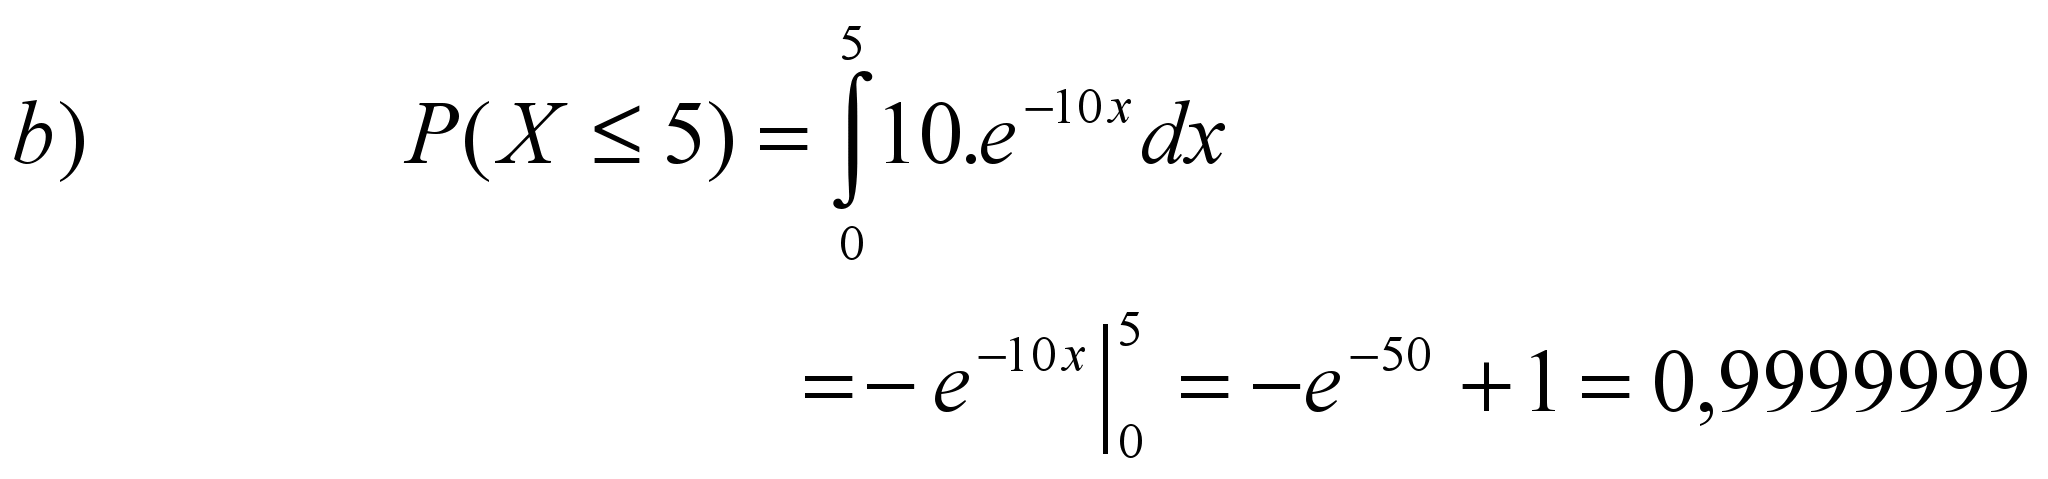 b) P(X ≤ 5) = ∫₀⁵ 10.e⁻¹⁰ˣ dx
= − e⁻¹⁰ˣ |₀⁵ = −e⁻⁵⁰ + 1 = 0,9999999